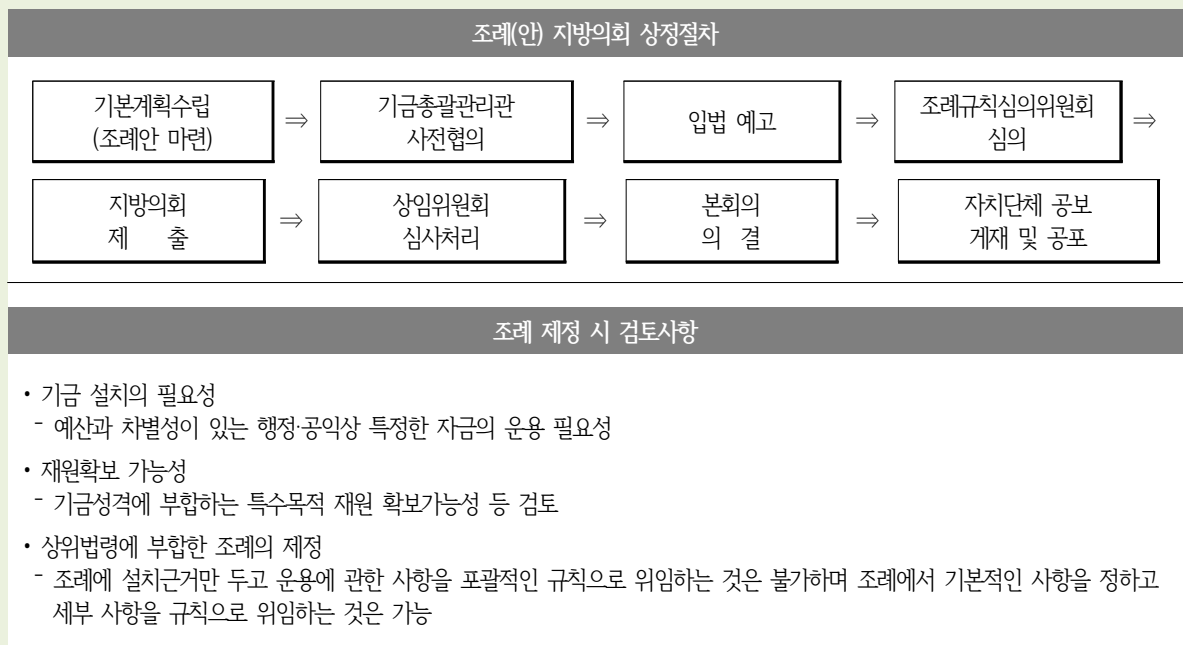 조례(안) 지방의회 상정절차
기본계획수립
(조례안 마련)
⇒
기금총괄관리관
사전협의
⇒
입법 예고
⇒
조례규칙심의위원회
심의
⇒
지방의회
제 출
⇒
상임위원회
심사처리
⇒
본회의
의 결
⇒
자치단체 공보
게재 및 공포
조례 제정 시 검토사항
• 기금 설치의 필요성
- 예산과 차별성이 있는 행정·공익상 특정한 자금의 운용 필요성
• 재원확보 가능성
- 기금성격에 부합하는 특수목적 재원 확보가능성 등 검토
• 상위법령에 부합한 조례의 제정
- 조례에 설치근거만 두고 운용에 관한 사항을 포괄적인 규칙으로 위임하는 것은 불가하며 조례에서 기본적인 사항을 정하고
세부 사항을 규칙으로 위임하는 것은 가능